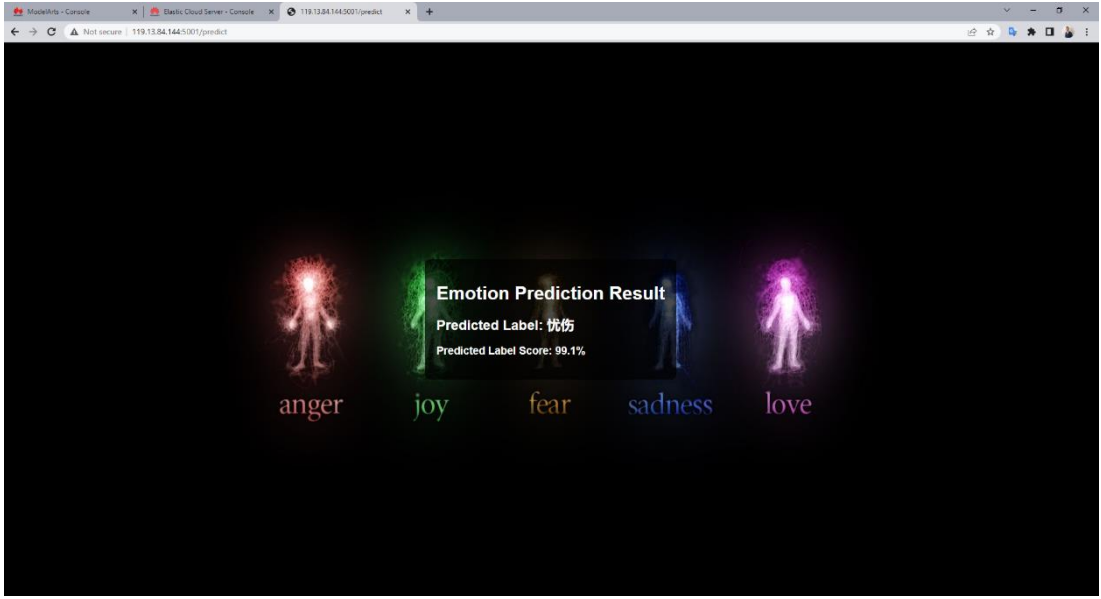 ModelArts - Console
Elastic Cloud Server - Console
119.13.84.144:5001/predict
Not secure
119.13.84.144:5001/predict
Emotion Prediction Result
Predicted Label: 忧伤
Predicted Label Score: 99.1%
anger
joy
fear
sadness
love